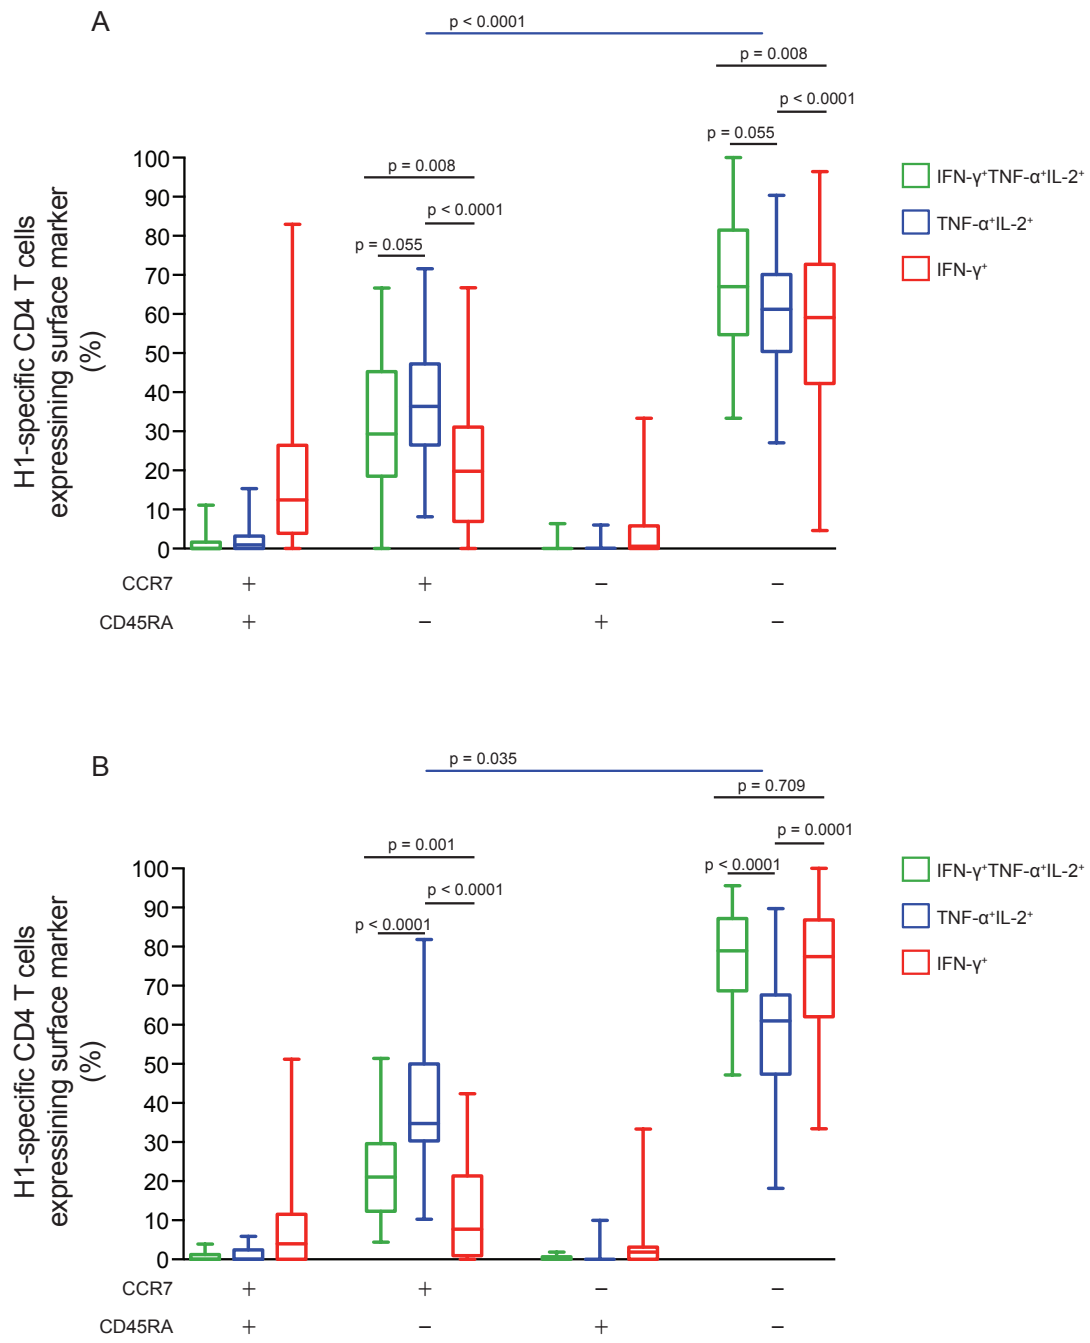 A
p < 0.0001
p = 0.008
p < 0.0001
p = 0.055
p = 0.008
p < 0.0001
p = 0.055
H1-specific CD4 T cells
expressining surface marker
(%)
100
90
80
70
60
50
40
30
20
10
0
IFN-γ⁺TNF-α⁺IL-2⁺
TNF-α⁺IL-2⁺
IFN-γ⁺
CCR7 + + − −
CD45RA + − + −
B
p = 0.035
p = 0.709
p = 0.0001
p < 0.0001
p = 0.001
p < 0.0001
p < 0.0001
H1-specific CD4 T cells
expressining surface marker
(%)
100
90
80
70
60
50
40
30
20
10
0
IFN-γ⁺TNF-α⁺IL-2⁺
TNF-α⁺IL-2⁺
IFN-γ⁺
CCR7 + + − −
CD45RA + − + −